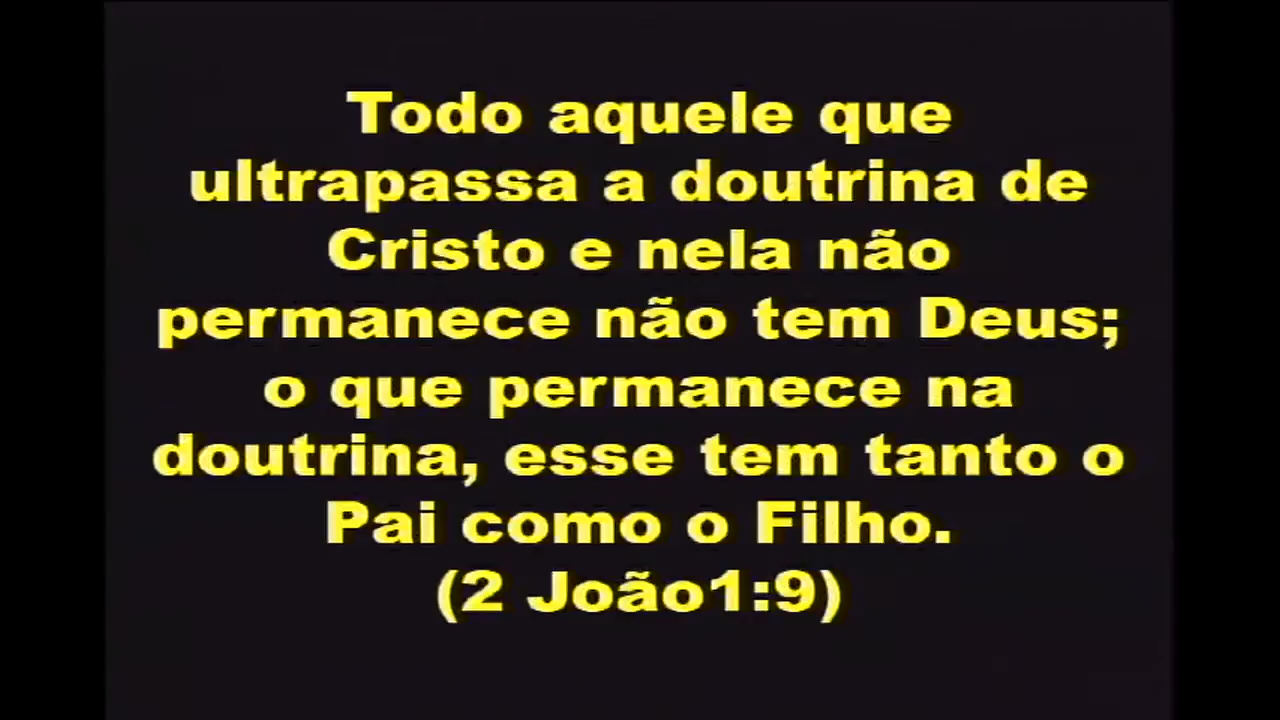 Todo aquele que
ultrapassa a doutrina de
Cristo e nela não
permanece não tem Deus;
o que permanece na
doutrina, esse tem tanto o
Pai como o Filho.
(2 João1:9)